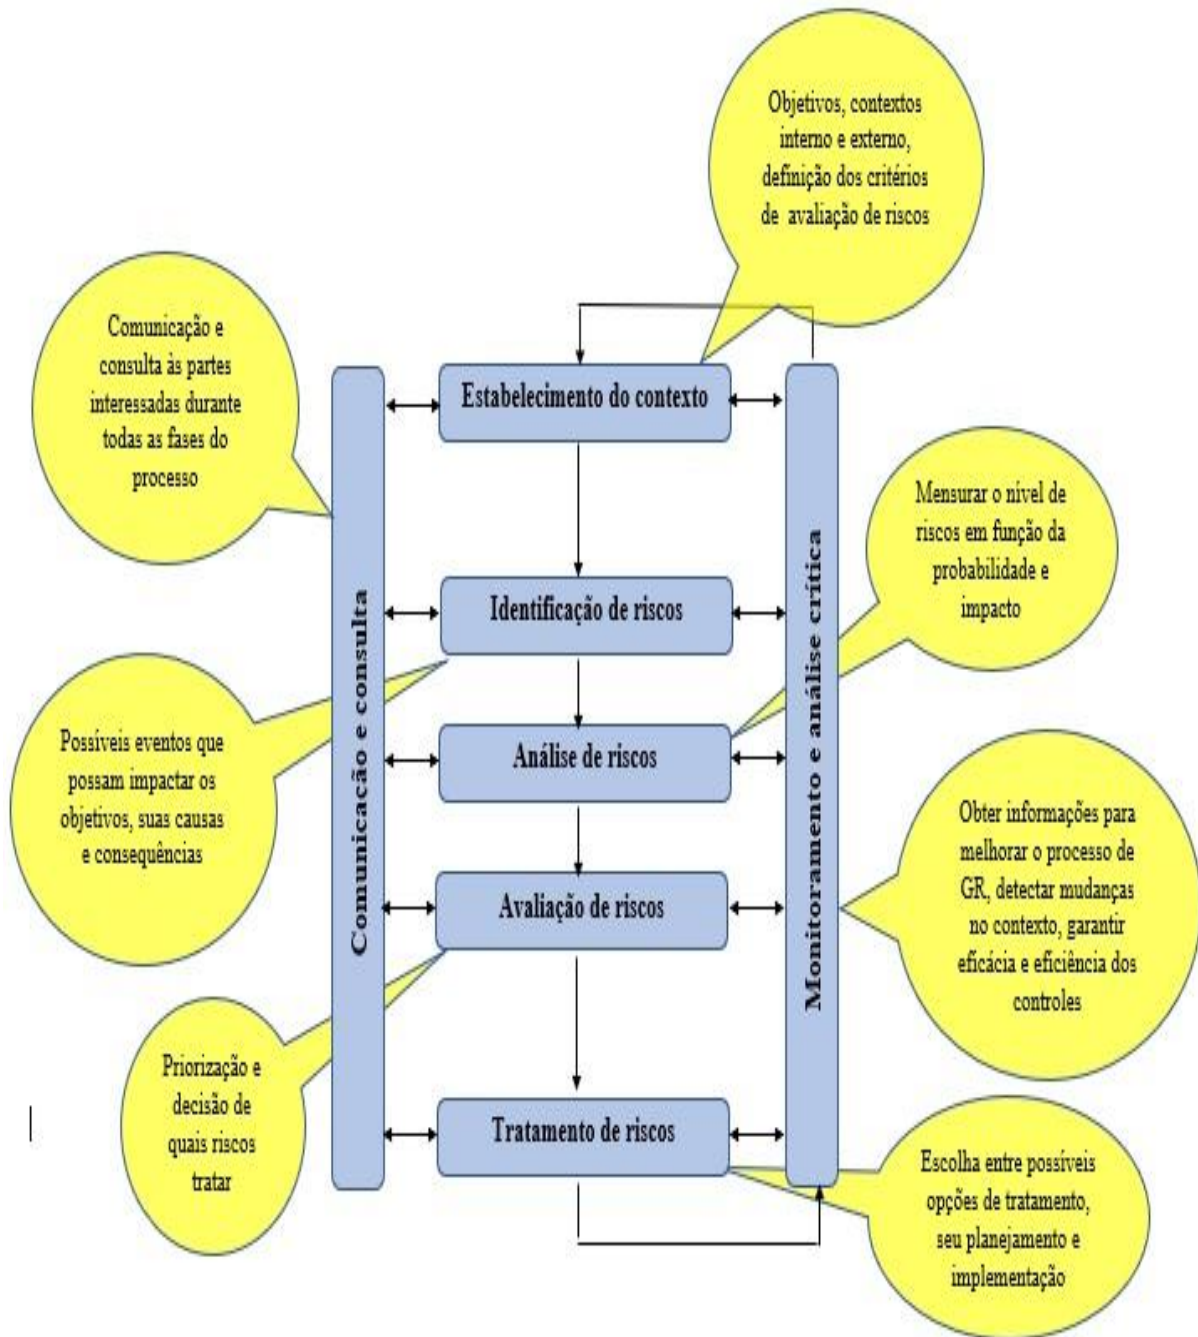 Objetivos, contextos
interno e externo,
definição dos critérios
de avaliação de riscos
Comunicação e
consulta às partes
interessadas durante
todas as fases do
processo
Estabelecimento do contexto
Mensurar o nível de
riscos em função da
probabilidade e
impacto
Identificação de riscos
Comunicação e consulta
Monitoramento e análise crítica
Possíveis eventos que
possam impactar os
objetivos, suas causas
e consequências
Análise de riscos
Obter informações para
melhorar o processo de
GR, detectar mudanças
no contexto, garantir
eficácia e eficiência dos
controles
Avaliação de riscos
Priorização e
decisão de
quais riscos
tratar
Tratamento de riscos
Escolha entre possíveis
opções de tratamento,
seu planejamento e
implementação